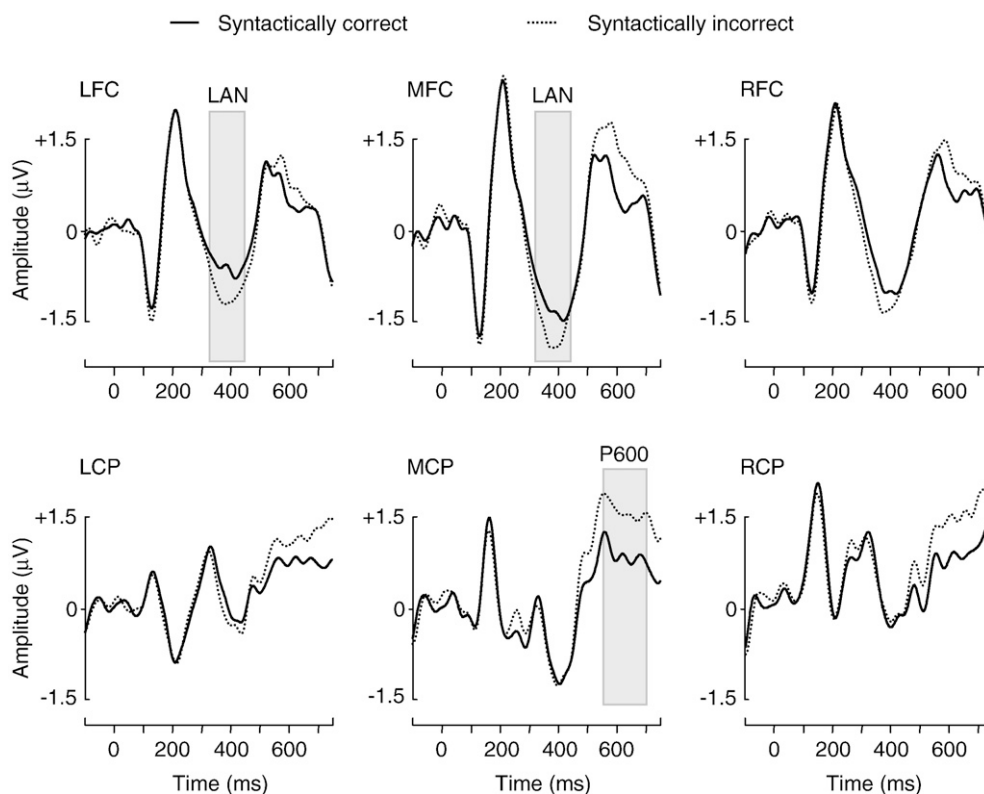 Syntactically correct
Syntactically incorrect
LFC
LAN
MFC
LAN
RFC
Amplitude (µV)
+1.5
0
-1.5
+1.5
0
-1.5
+1.5
0
-1.5
0 200 400 600
0 200 400 600
0 200 400 600
LCP
MCP
P600
RCP
Amplitude (µV)
+1.5
0
-1.5
+1.5
0
-1.5
+1.5
0
-1.5
0 200 400 600
0 200 400 600
0 200 400 600
Time (ms)
Time (ms)
Time (ms)